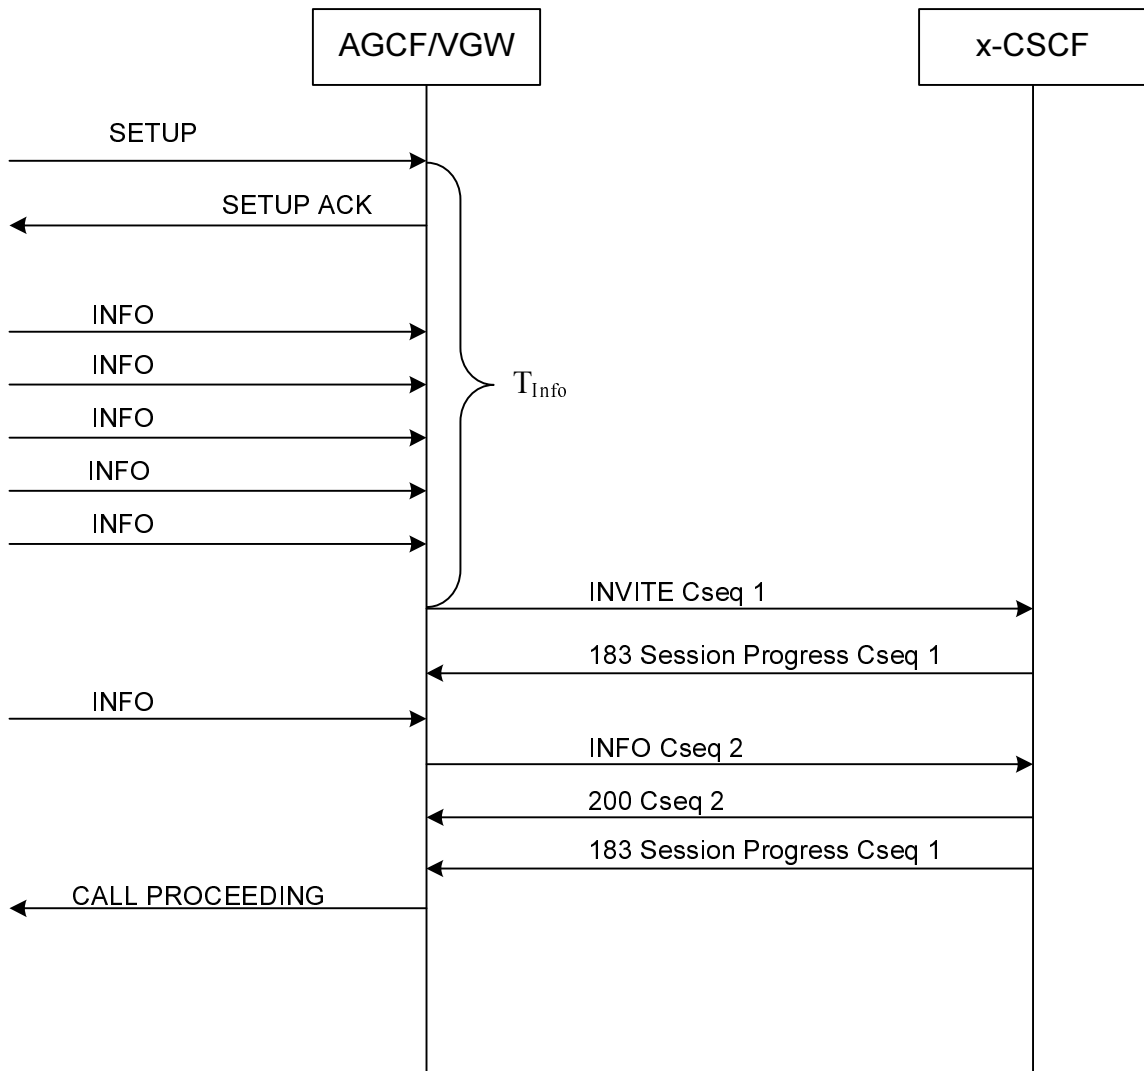 AGCF/VGW
x-CSCF
SETUP
SETUP ACK
INFO
INFO
TInfo
INFO
INFO
INFO
INVITE Cseq 1
183 Session Progress Cseq 1
INFO
INFO Cseq 2
200 Cseq 2
183 Session Progress Cseq 1
CALL PROCEEDING